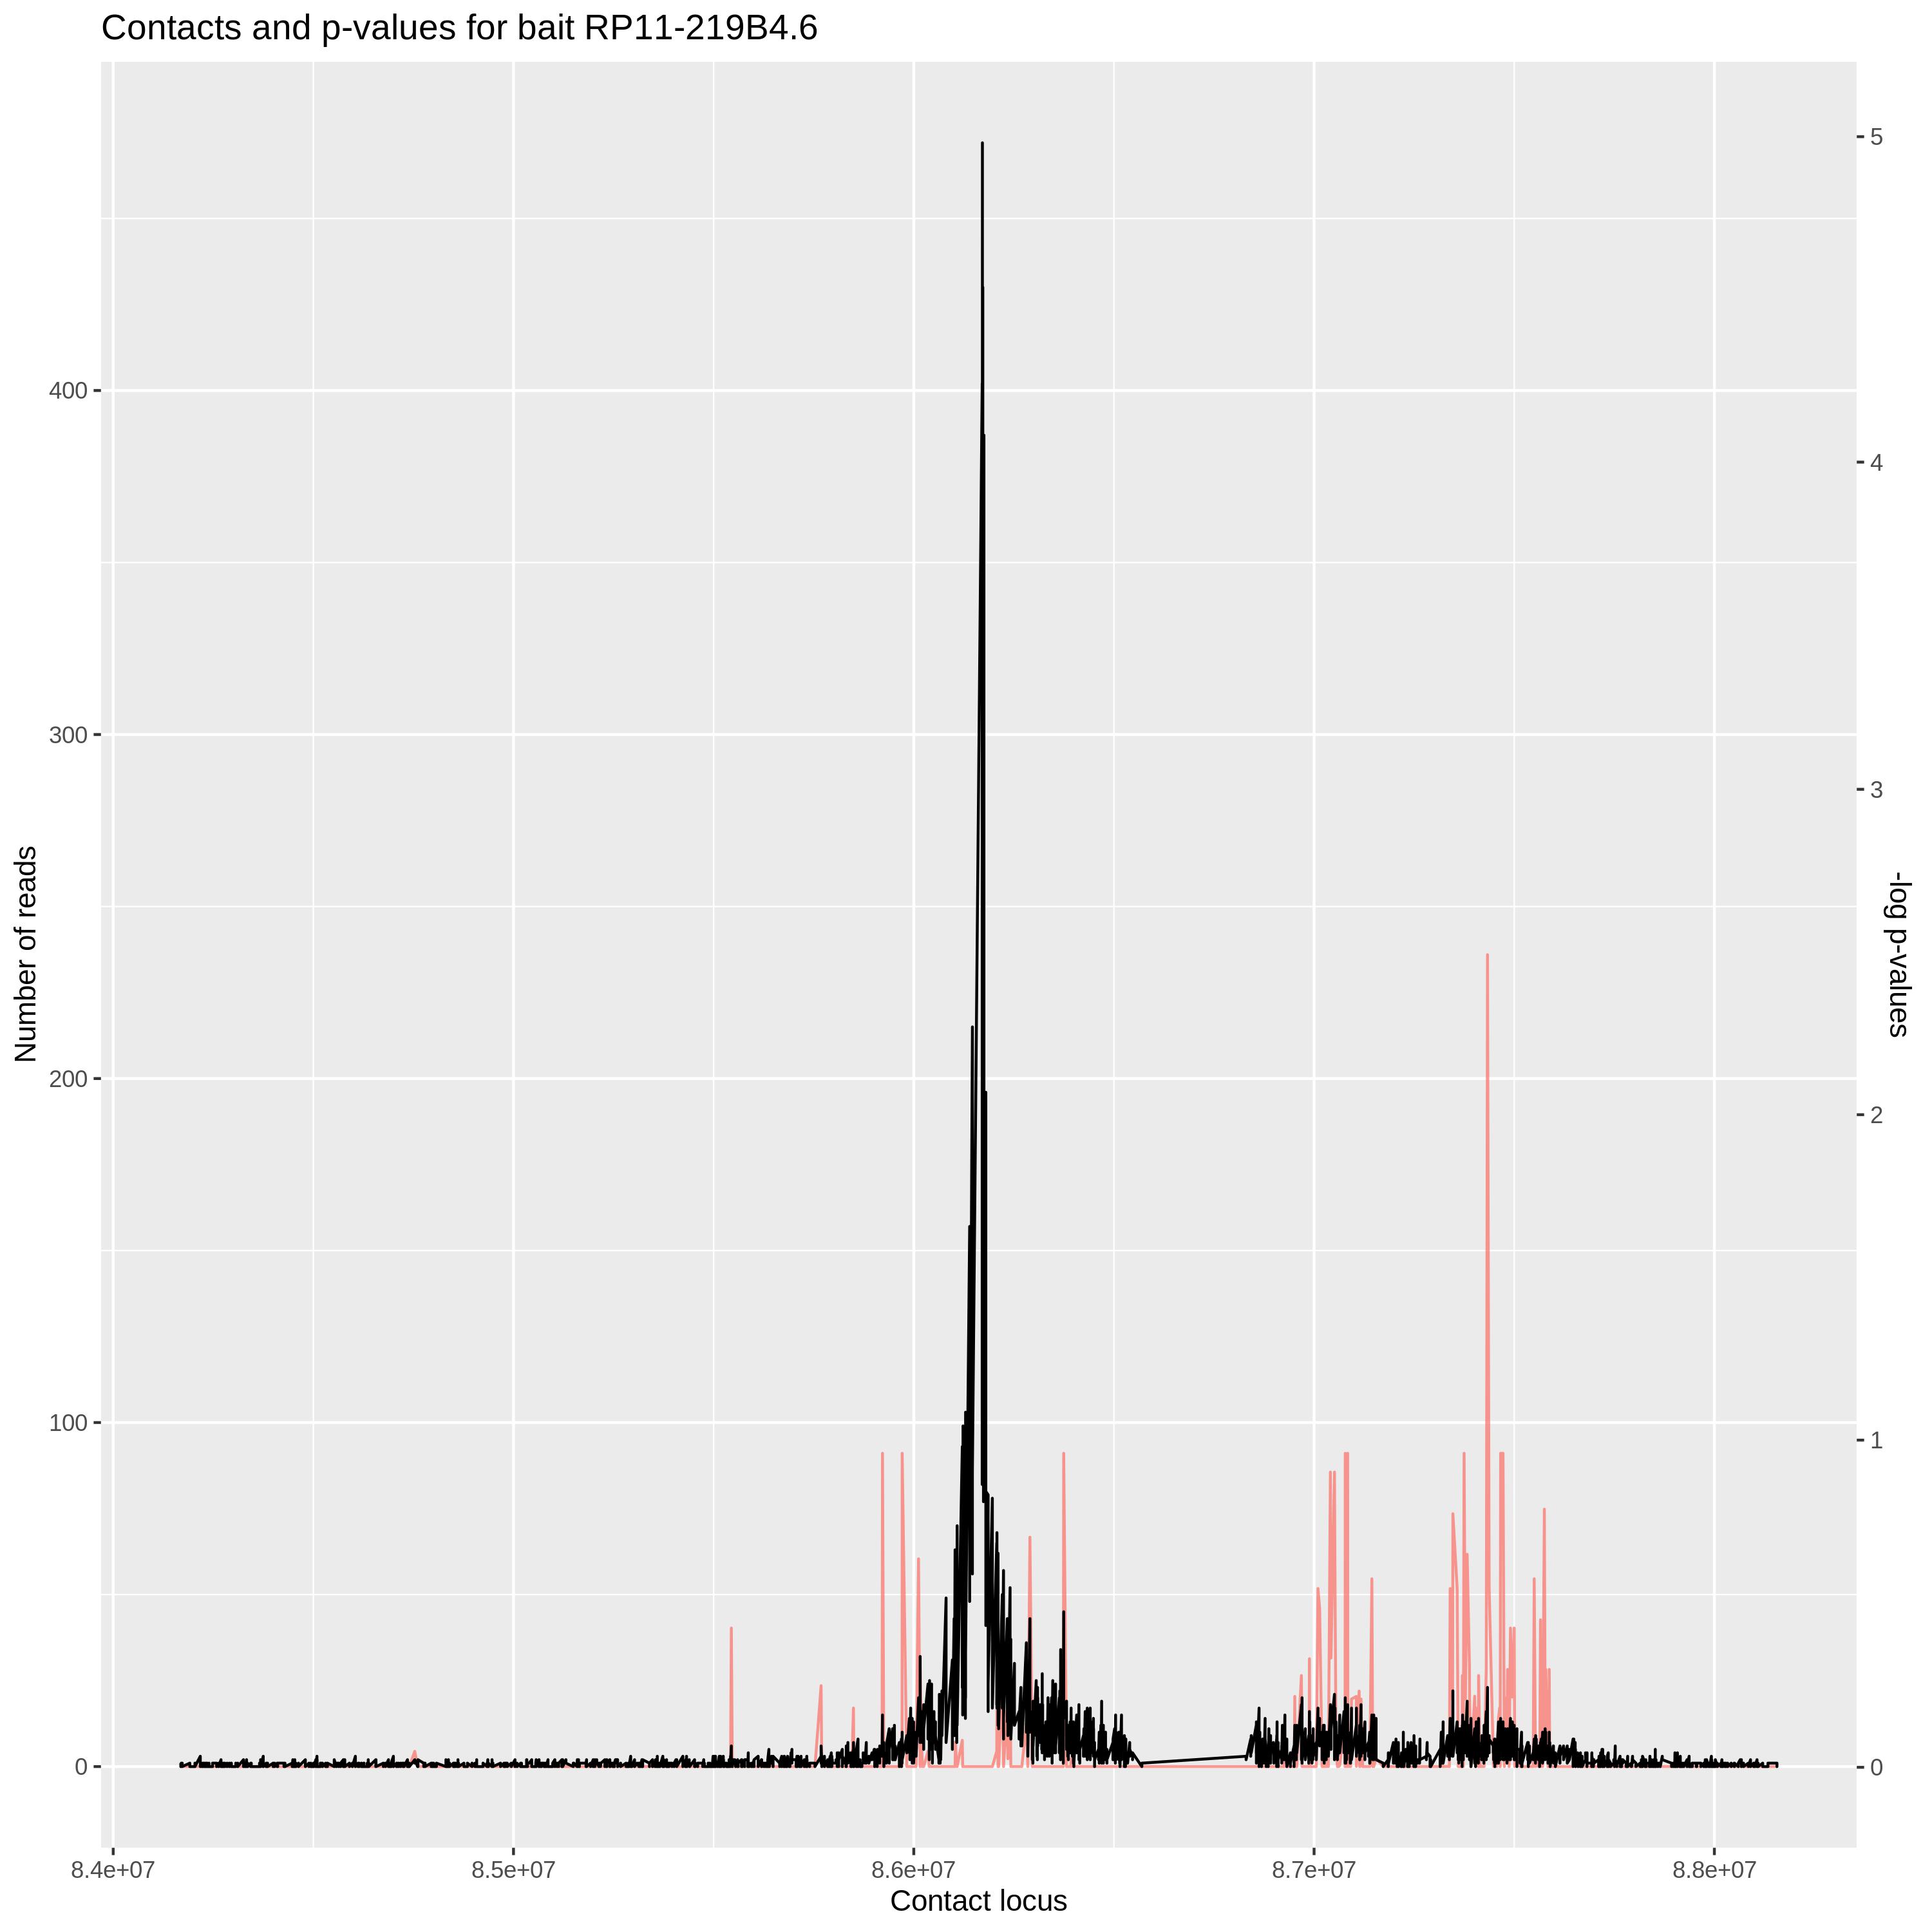 Contacts and p-values for bait RP11-219B4.6
Number of reads
400
300
200
100
0
5
4
3
2
1
0
-log p-values
8.4e+07 8.5e+07 8.6e+07 8.7e+07 8.8e+07
Contact locus